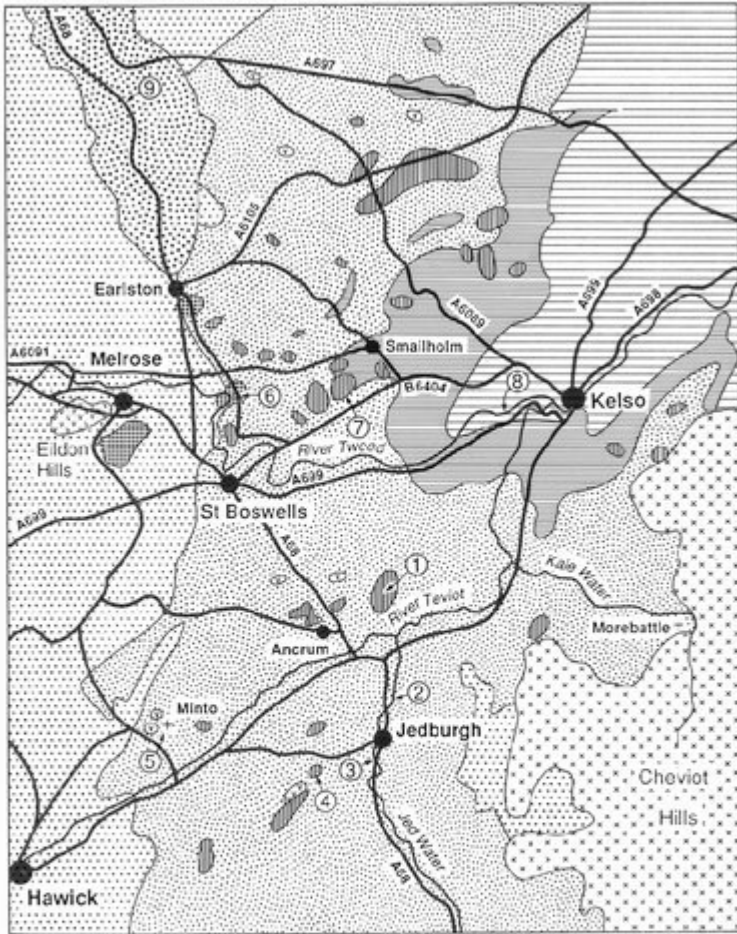 A68
A697
9
A6105
Earlston
A6089
A699
A698
A6091
Melrose
Smailholm
6
B6404
8
Kelso
7
Eildon
Hills
River Tweed
A699
St Boswells
A699
A68
1
Kale Water
River Teviot
Morebattle
Ancrum
2
Minto
Jedburgh
5
3
4
Cheviot
Hills
Jed Water
A68
Hawick